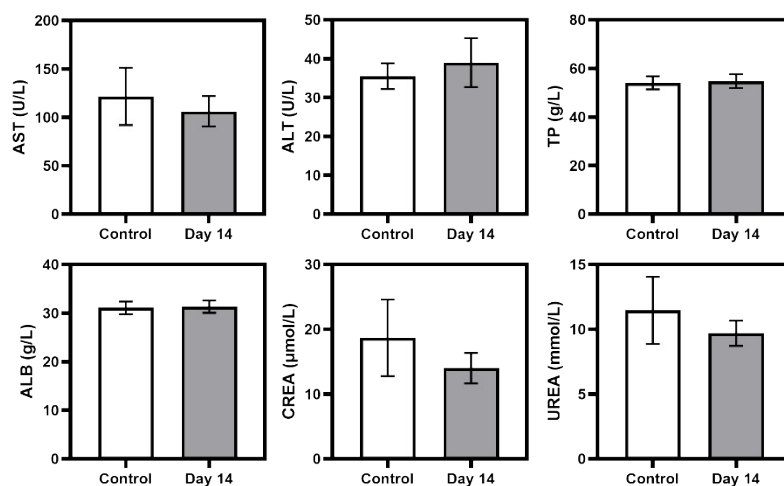 AST (U/L)
200
150
100
50
0
Control Day 14
ALT (U/L)
50
40
30
20
10
0
Control Day 14
TP (g/L)
80
60
40
20
0
Control Day 14
ALB (g/L)
40
30
20
10
0
Control Day 14
CREA (μmol/L)
30
20
10
0
Control Day 14
UREA (mmol/L)
15
10
5
0
Control Day 14